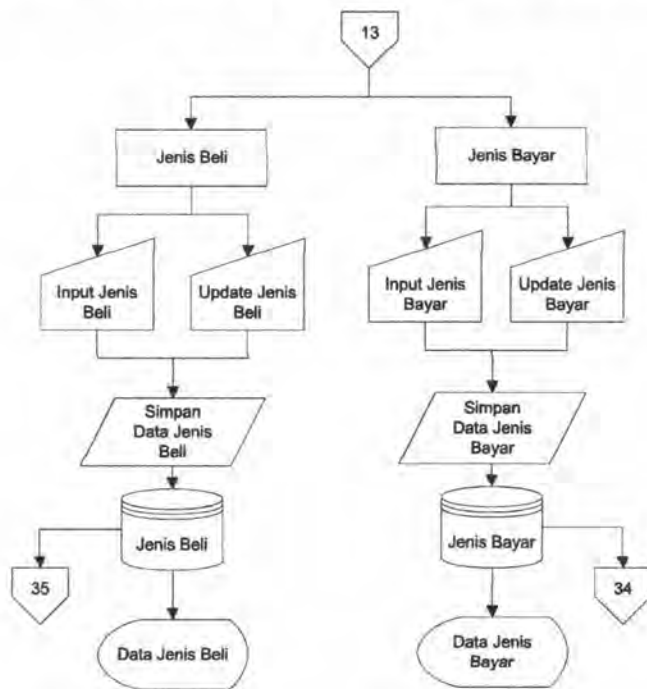 13
Jenis Beli
Jenis Bayar
Input Jenis
Beli
Update Jenis
Beli
Input Jenis
Bayar
Update Jenis
Bayar
Simpan
Data Jenis
Beli
Simpan
Data Jenis
Bayar
Jenis Beli
Jenis Bayar
35
34
Data Jenis Beli
Data Jenis
Bayar